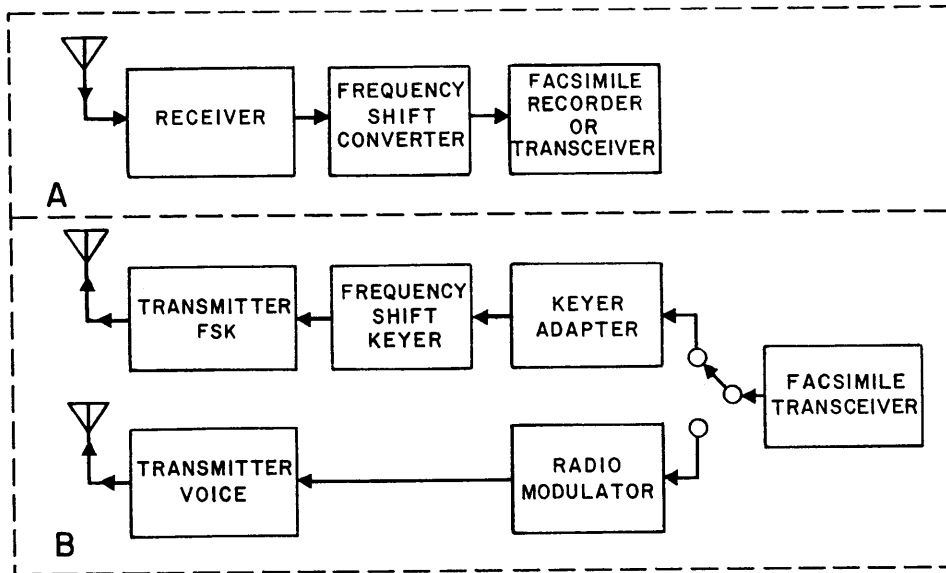 RECEIVER
FREQUENCY
SHIFT
CONVERTER
FACSIMILE
RECORDER
OR
TRANSCEIVER
A
TRANSMITTER
FSK
FREQUENCY
SHIFT
KEYER
KEYER
ADAPTER
FACSIMILE
TRANSCEIVER
TRANSMITTER
VOICE
RADIO
MODULATOR
B